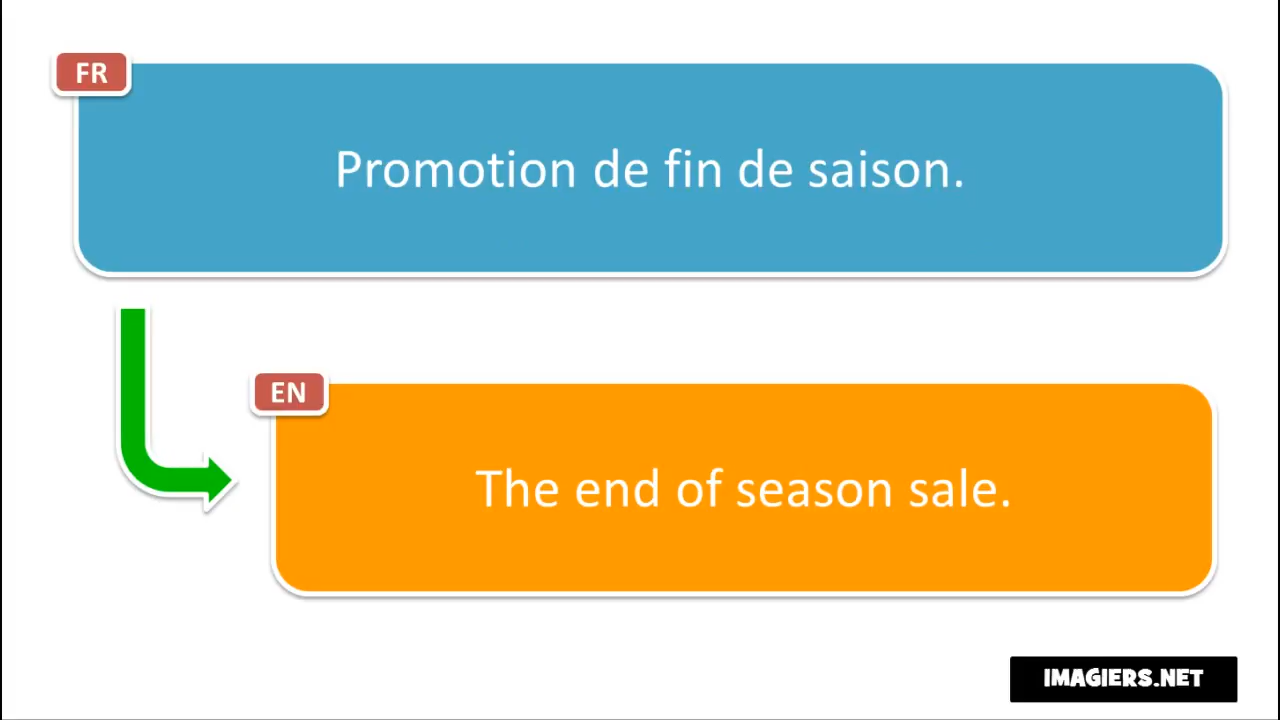 FR
Promotion de fin de saison.
EN
The end of season sale.
IMAGIERS.NET